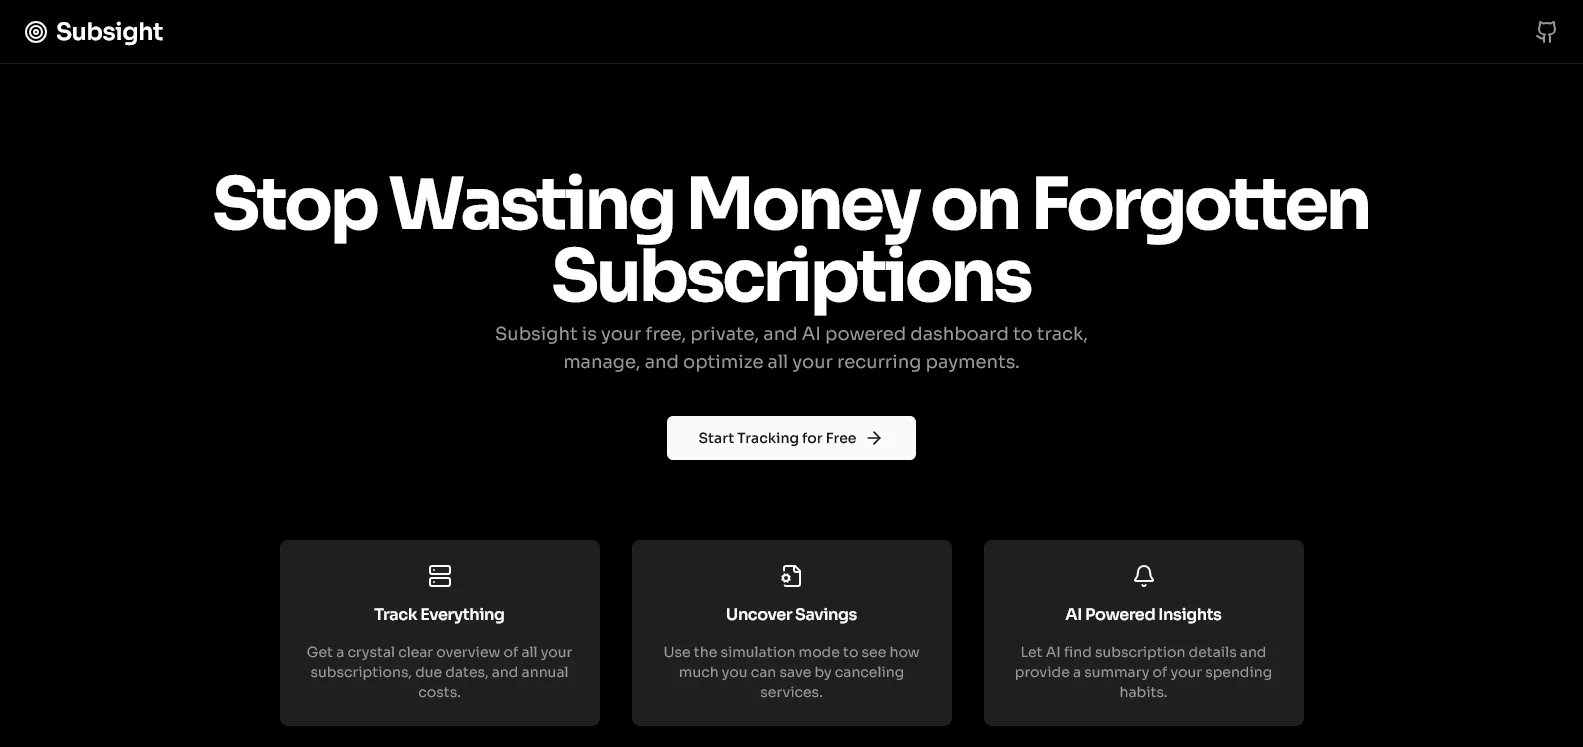 Subsight
Stop Wasting Money on Forgotten
Subscriptions
Subsight is your free, private, and AI powered dashboard to track,
manage, and optimize all your recurring payments.
Start Tracking for Free
Track Everything
Get a crystal clear overview of all your
subscriptions, due dates, and annual
costs.
Uncover Savings
Use the simulation mode to see how
much you can save by canceling
services.
AI Powered Insights
Let AI find subscription details and
provide a summary of your spending
habits.